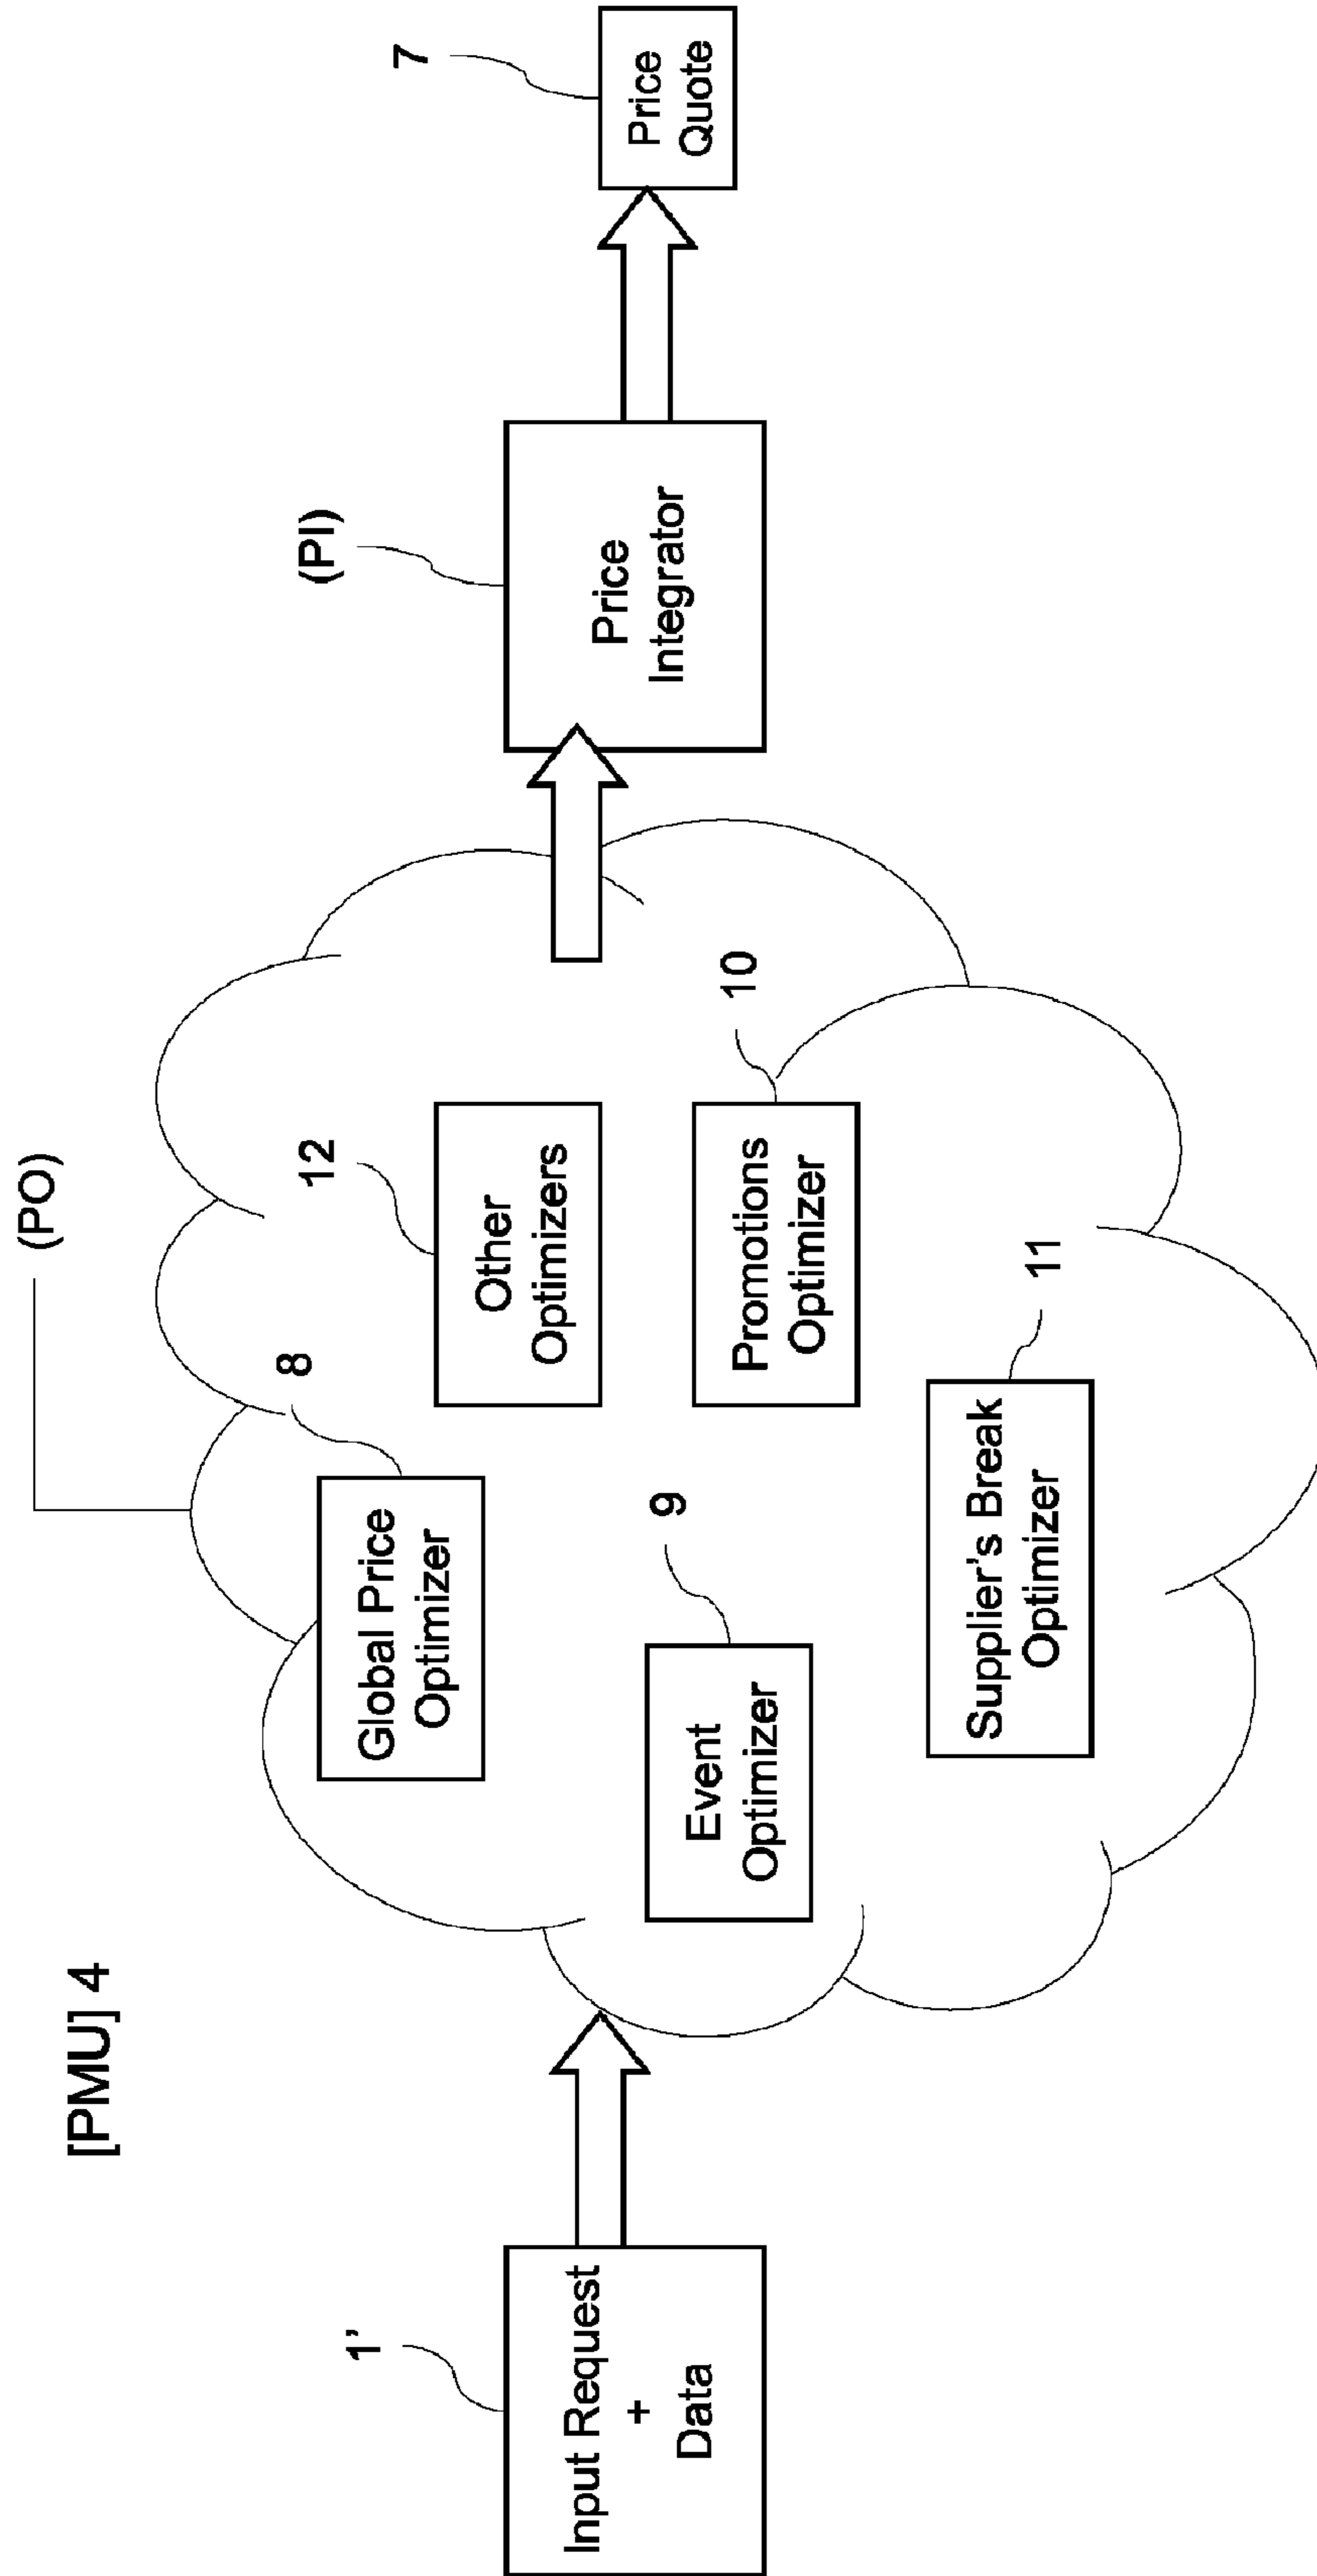 [PMU] 4
(PO)
1’
Input Request
+
Data
8
Global Price
Optimizer
9
Event
Optimizer
12
Other
Optimizers
10
Promotions
Optimizer
11
Supplier’s Break
Optimizer
(PI)
Price
Integrator
7
Price
Quote